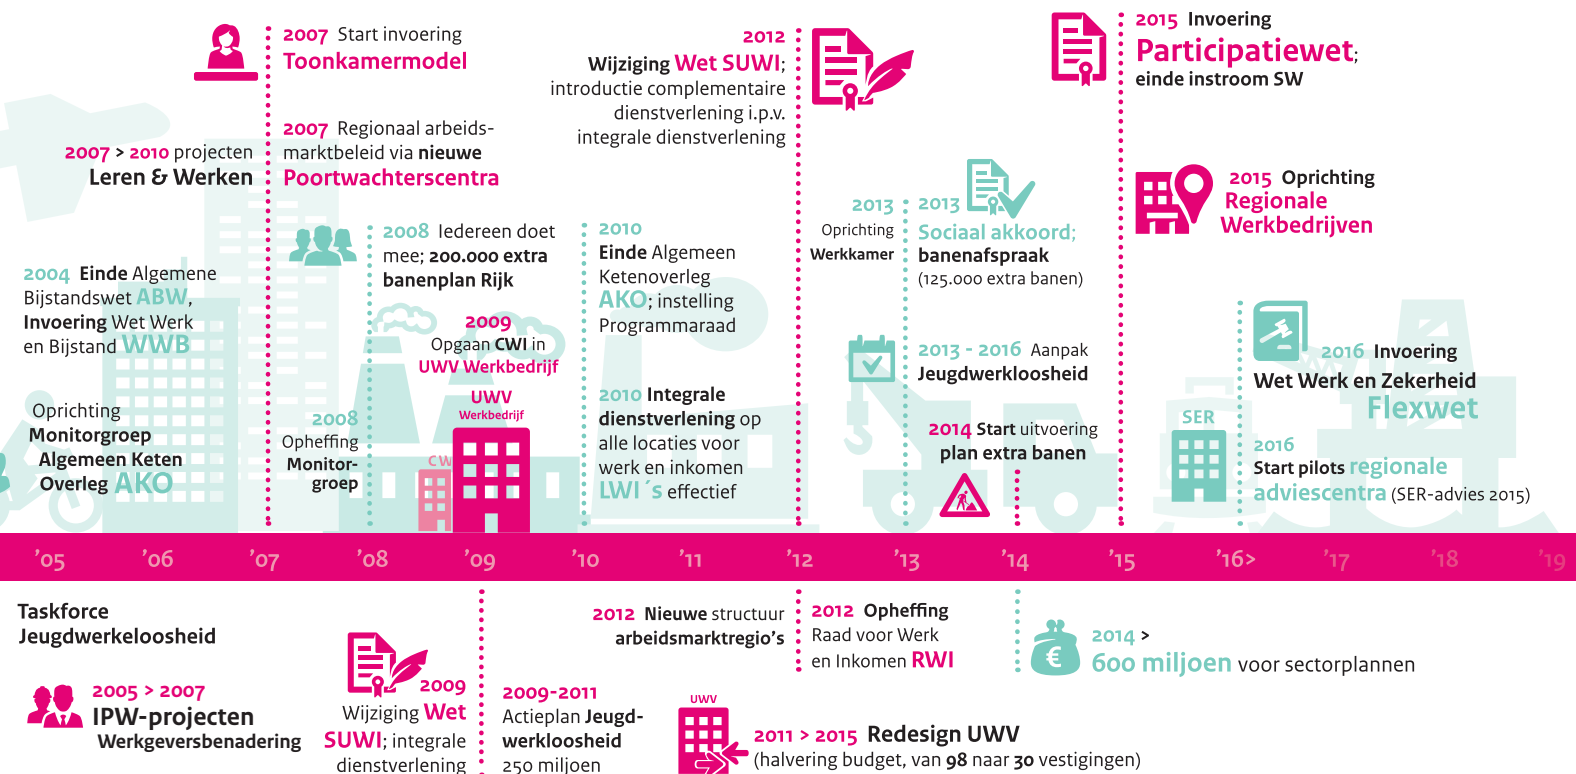 2007 Start invoering
Toonkamermodel
2007 Regionaal arbeids-
marktbeleid via nieuwe
Poortwachterscentra
2007 > 2010 projecten
Leren & Werken
2004 Einde Algemene
Bijstandswet ABW,
Invoering Wet Werk
en Bijstand WWB
Oprichting
Monitorgroep
Algemeen Keten
Overleg AKO
2008 Iedereen doet
mee; 200.000 extra
banenplan Rijk
2008
Opheffing
Monitor-
groep
2009
Opgaan CWI in
UWV Werkbedrijf
UWV
Werkbedrijf
CW
2010
Einde Algemeen
Ketenoverleg
AKO; instelling
Programmaraad
2010 Integrale
dienstverlening op
alle locaties voor
werk en inkomen
LWI´s effectief
2012
Wijziging Wet SUWI;
introductie complementaire
dienstverlening i.p.v.
integrale dienstverlening
2013
Oprichting
Werkkamer
2013
Sociaal akkoord;
banenafspraak
(125.000 extra banen)
2013 - 2016 Aanpak
Jeugdwerkloosheid
2014 Start uitvoering
plan extra banen
2015 Invoering
Participatiewet;
einde instroom SW
2015 Oprichting
Regionale
Werkbedrijven
SER
2016 Invoering
Wet Werk en Zekerheid
Flexwet
2016
Start pilots regionale
adviescentra (SER-advies 2015)
'05 '06 '07 '08 '09 '10 '11 '12 '13 '14 '15 '16> '17 '18 '19
Taskforce
Jeugdwerkeloosheid
2005 > 2007
IPW-projecten
Werkgeversbenadering
2009
Wijziging Wet
SUWI; integrale
dienstverlening
2009-2011
Actieplan Jeugd-
werkloosheid
250 miljoen
2012 Nieuwe structuur
arbeidsmarktregio's
2012 Opheffing
Raad voor Werk
en Inkomen RWI
UWV
2011 > 2015 Redesign UWV
(halvering budget, van 98 naar 30 vestigingen)
2014 >
600 miljoen voor sectorplannen